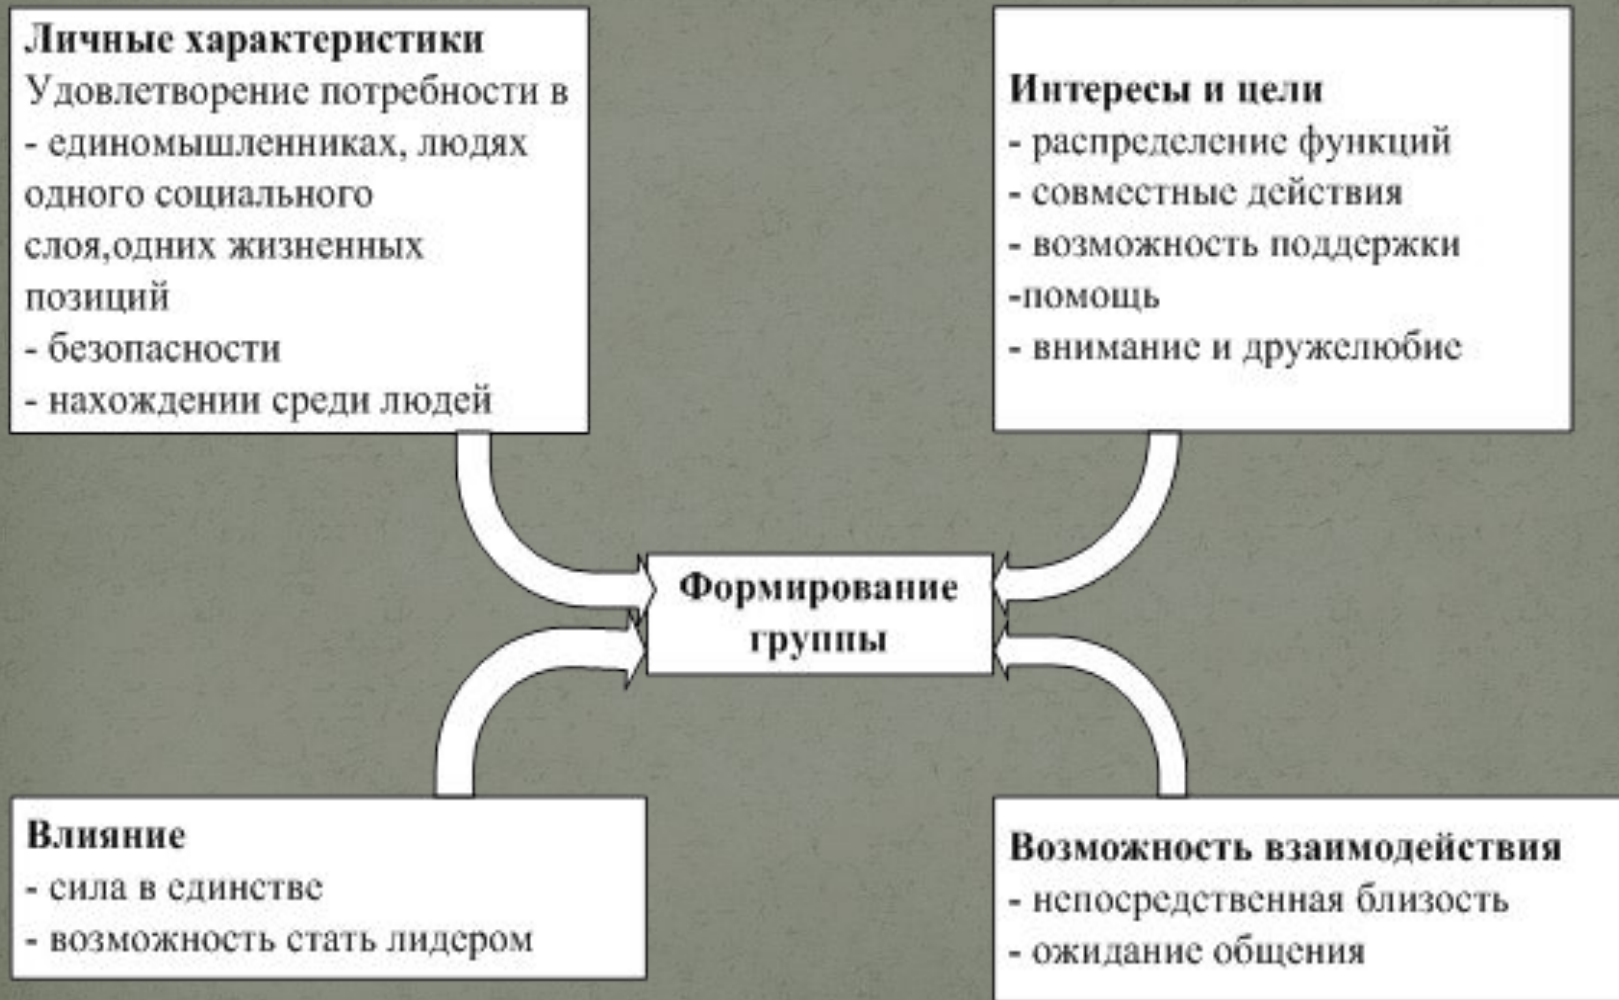 Личные характеристики
Удовлетворение потребности в
- единомышленниках, людях
одного социального
слоя,одних жизненных
позиций
- безопасности
- нахождении среди людей
Интересы и цели
- распределение функций
- совместные действия
- возможность поддержки
-помощь
- внимание и дружелюбие
Формирование
группы
Влияние
- сила в единстве
- возможность стать лидером
Возможность взаимодействия
- непосредственная близость
- ожидание общения